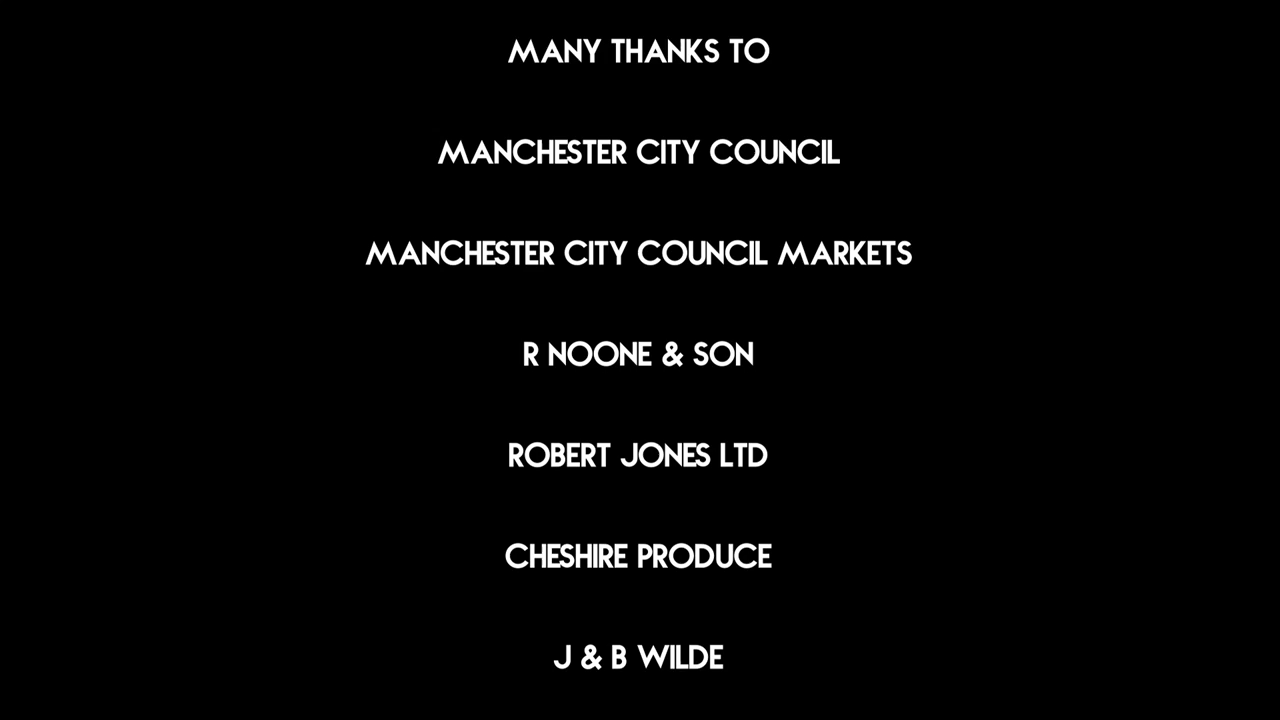 MANY THANKS TO
MANCHESTER CITY COUNCIL
MANCHESTER CITY COUNCIL MARKETS
R NOONE & SON
ROBERT JONES LTD
CHESHIRE PRODUCE
J & B WILDE